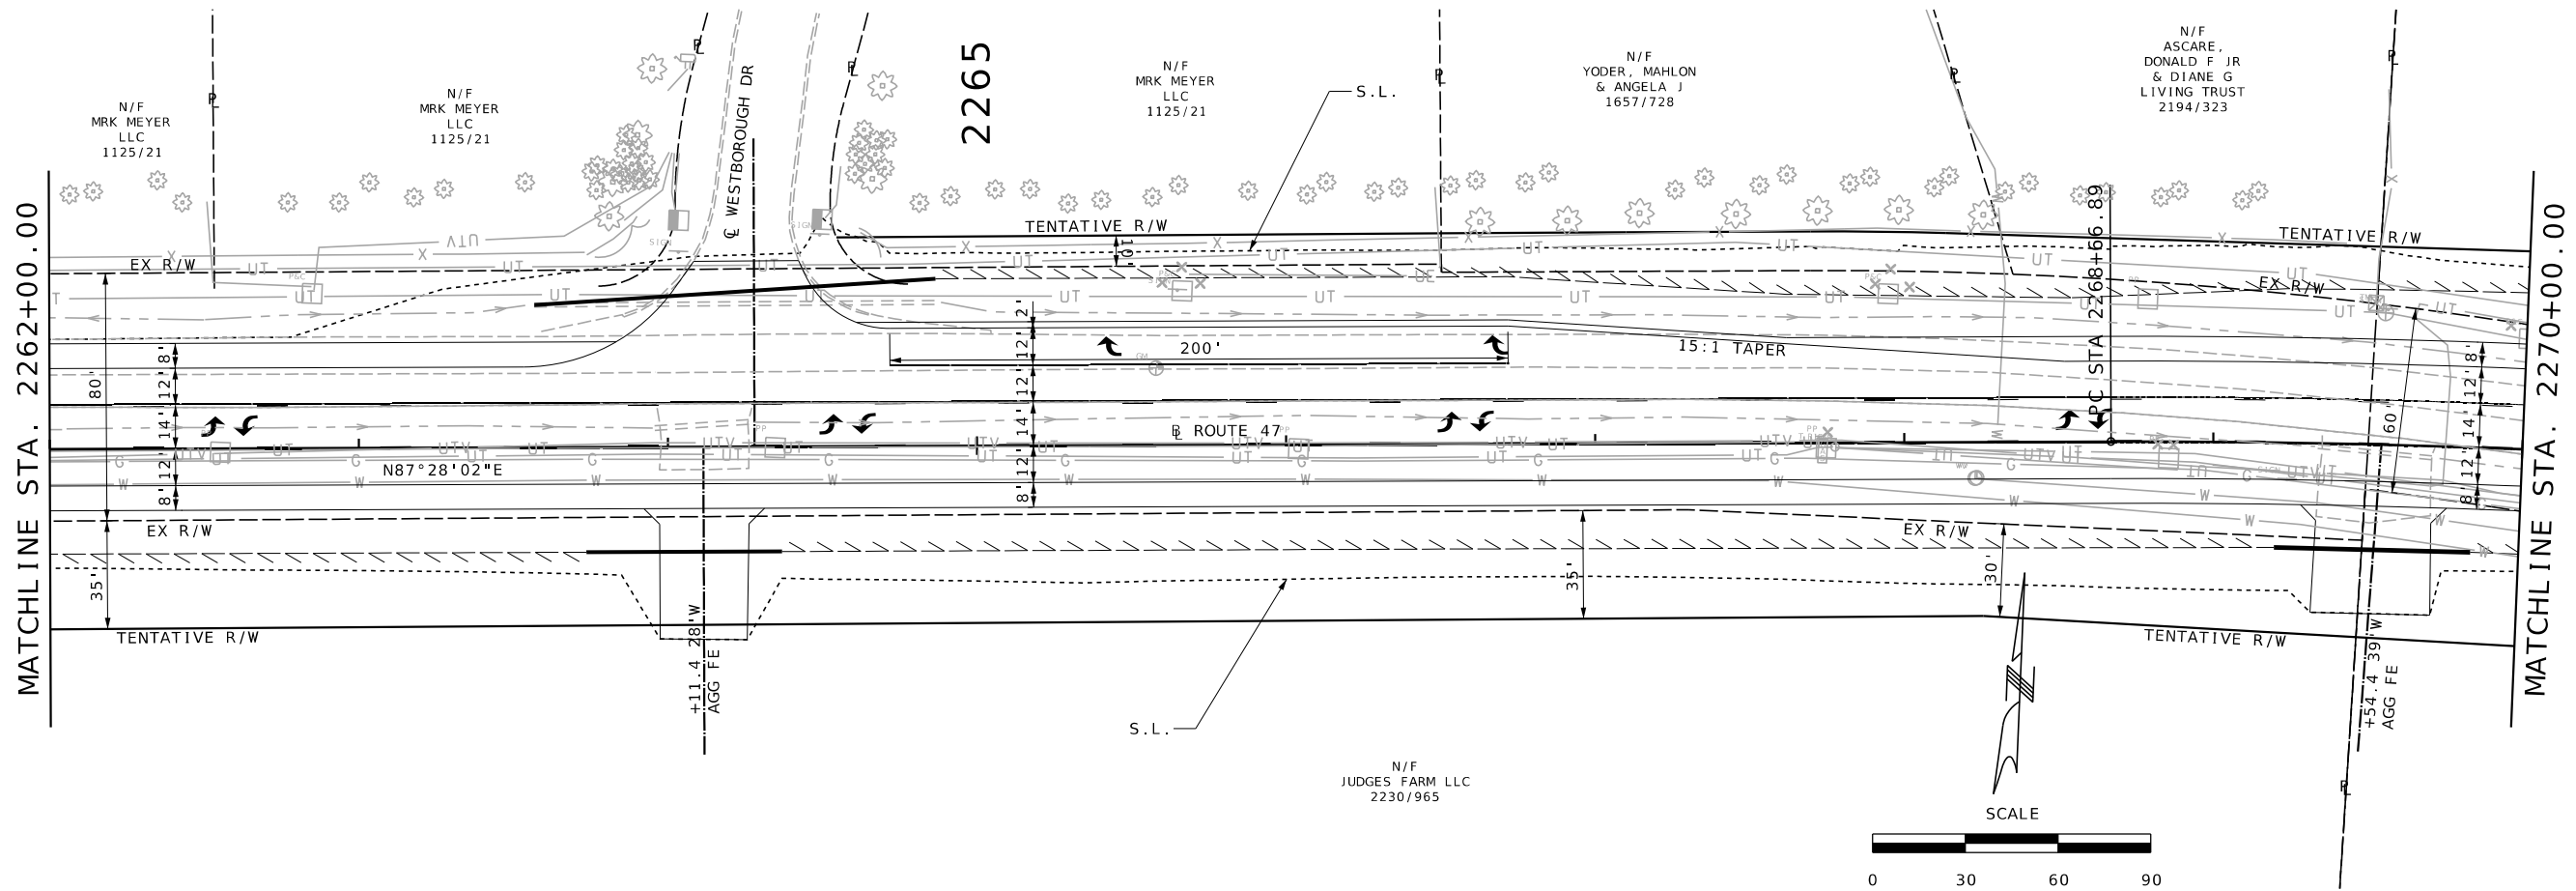 MATCHLINE STA. 2262+00.00
N/F
MRK MEYER
LLC
1125/21
N/F
MRK MEYER
LLC
1125/21
℄ WESTBOROUGH DR
2265
N/F
MRK MEYER
LLC
1125/21
S.L.
N/F
YODER, MAHLON
& ANGELA J
1657/728
N/F
ASCARE,
DONALD F JR
& DIANE G
LIVING TRUST
2194/323
TENTATIVE R/W
TENTATIVE R/W
EX R/W
EX R/W
10'
2'
12'
12'
14'
12'
8'
80'
8'
12'
14'
12'
8'
200'
15:1 TAPER
PC STA 2268+66.89
60'
8'
12'
14'
12'
8'
N87°28'02"E
ROUTE 47
EX R/W
EX R/W
35'
35'
30'
TENTATIVE R/W
TENTATIVE R/W
+11.4 28'W
AGG FE
+54.4 39'W
AGG FE
S.L.
N/F
JUDGES FARM LLC
2230/965
SCALE
0 30 60 90
MATCHLINE STA. 2270+00.00